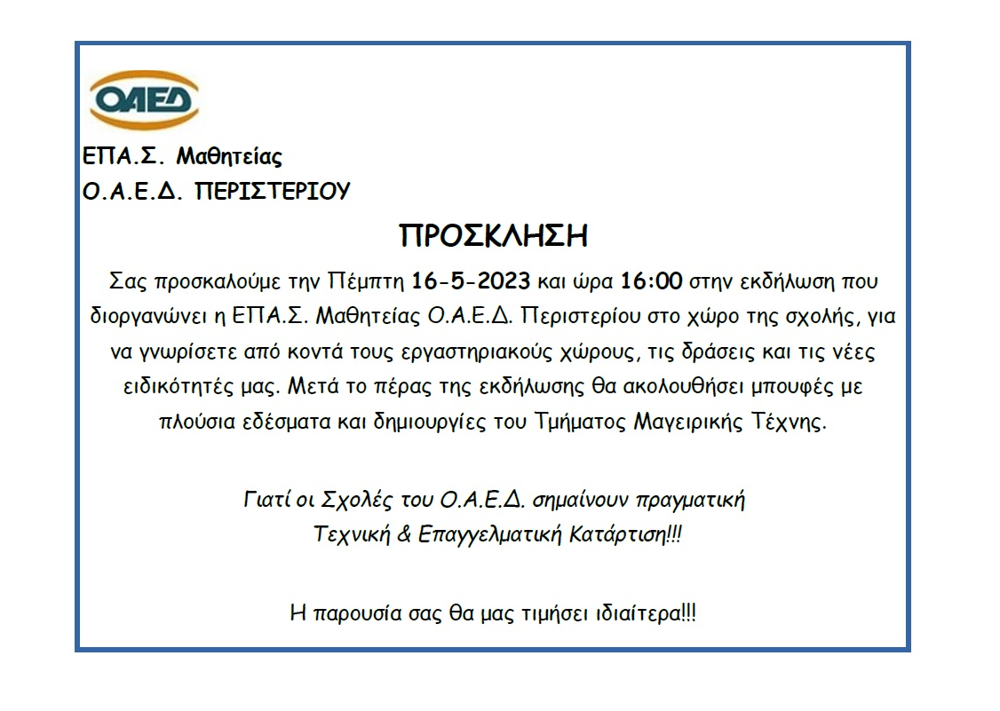 ΟΑΕΔ
ΕΠΑ.Σ. Μαθητείας
Ο.Α.Ε.Δ. ΠΕΡΙΣΤΕΡΙΟΥ
ΠΡΟΣΚΛΗΣΗ
Σας προσκαλούμε την Πέμπτη 16-5-2023 και ώρα 16:00 στην εκδήλωση που
διοργανώνει η ΕΠΑ.Σ. Μαθητείας Ο.Α.Ε.Δ. Περιστερίου στο χώρο της σχολής, για
να γνωρίσετε από κοντά τους εργαστηριακούς χώρους, τις δράσεις και τις νέες
ειδικότητές μας. Μετά το πέρας της εκδήλωσης θα ακολουθήσει μπουφές με
πλούσια εδέσματα και δημιουργίες του Τμήματος Μαγειρικής Τέχνης.
Γιατί οι Σχολές του Ο.Α.Ε.Δ. σημαίνουν πραγματική
Τεχνική & Επαγγελματική Κατάρτιση!!!
Η παρουσία σας θα μας τιμήσει ιδιαίτερα!!!